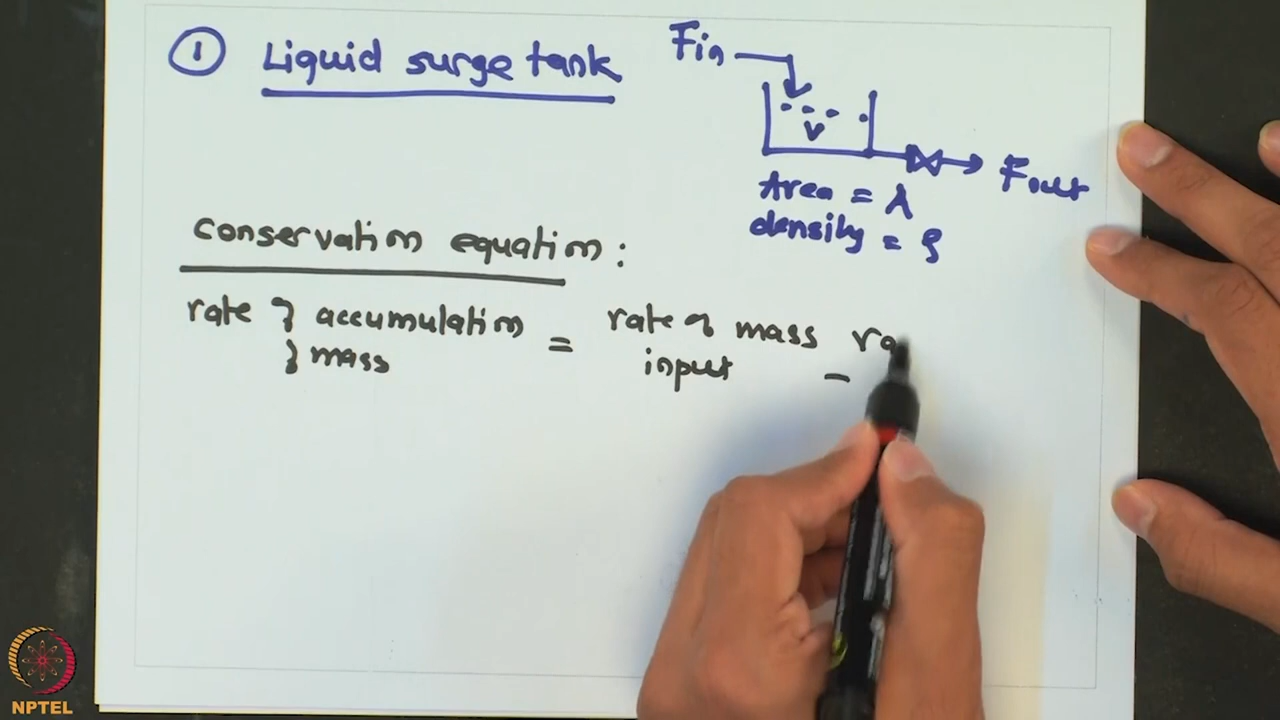 ① Liquid surge tank
Fin
V
Fout
Area = A
density = ρ
conservation equation:
rate of accumulation = rate of mass - ra
of mass input
NPTEL